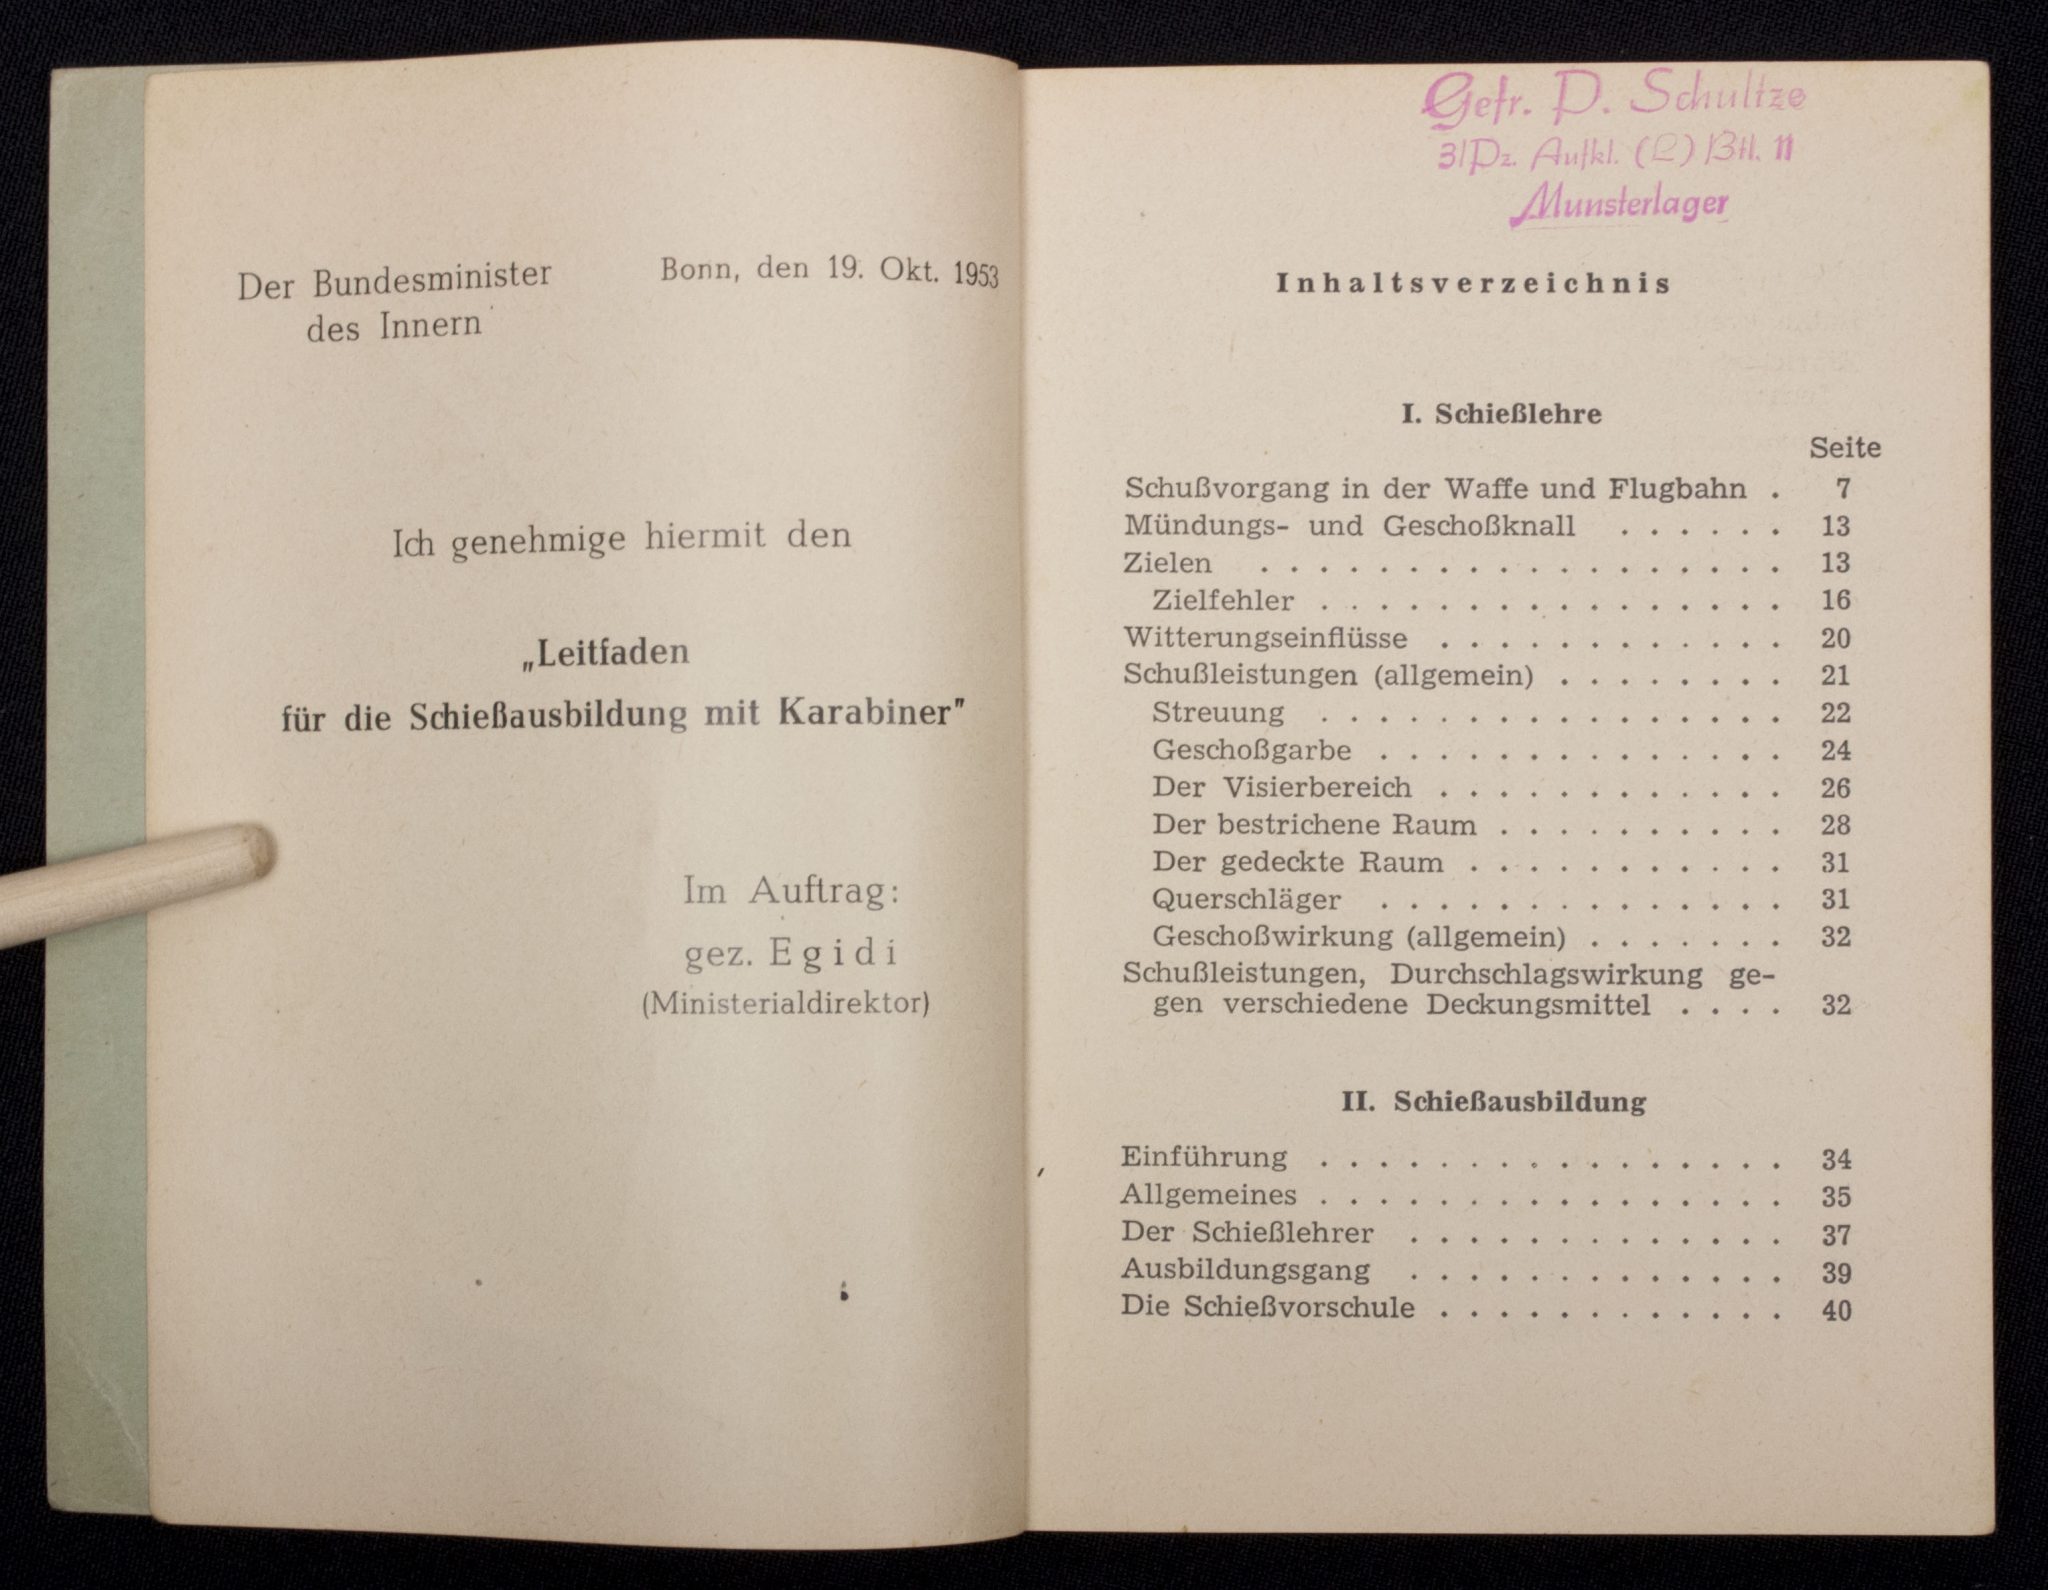 Der Bundesminister
des Innern
Bonn, den 19. Okt. 1953
Ich genehmige hiermit den
„Leitfaden
für die Schießausbildung mit Karabiner”
Im Auftrag:
gez. Egidi
(Ministerialdirektor)
Gefr. D. Schultze
3/Pz. Aufkl. (L) Btl. 11
Munsterlager
Inhaltsverzeichnis
I. Schießlehre
Seite
Schußvorgang in der Waffe und Flugbahn . 7
Mündungs- und Geschoßknall . . . . . . 13
Zielen . . . . . . . . . . . . . . . . . . 13
Zielfehler . . . . . . . . . . . . . . . . 16
Witterungseinflüsse . . . . . . . . . . . . 20
Schußleistungen (allgemein) . . . . . . . . 21
Streuung . . . . . . . . . . . . . . . . 22
Geschoßgarbe . . . . . . . . . . . . . . 24
Der Visierbereich . . . . . . . . . . . . 26
Der bestrichene Raum . . . . . . . . . . 28
Der gedeckte Raum . . . . . . . . . . . 31
Querschläger . . . . . . . . . . . . . . 31
Geschoßwirkung (allgemein) . . . . . . . 32
Schußleistungen, Durchschlagswirkung ge-
gen verschiedene Deckungsmittel . . . . 32
II. Schießausbildung
Einführung . . . . . . . . . . . . . . . . 34
Allgemeines . . . . . . . . . . . . . . . . 35
Der Schießlehrer . . . . . . . . . . . . . 37
Ausbildungsgang . . . . . . . . . . . . . 39
Die Schießvorschule . . . . . . . . . . . . 40